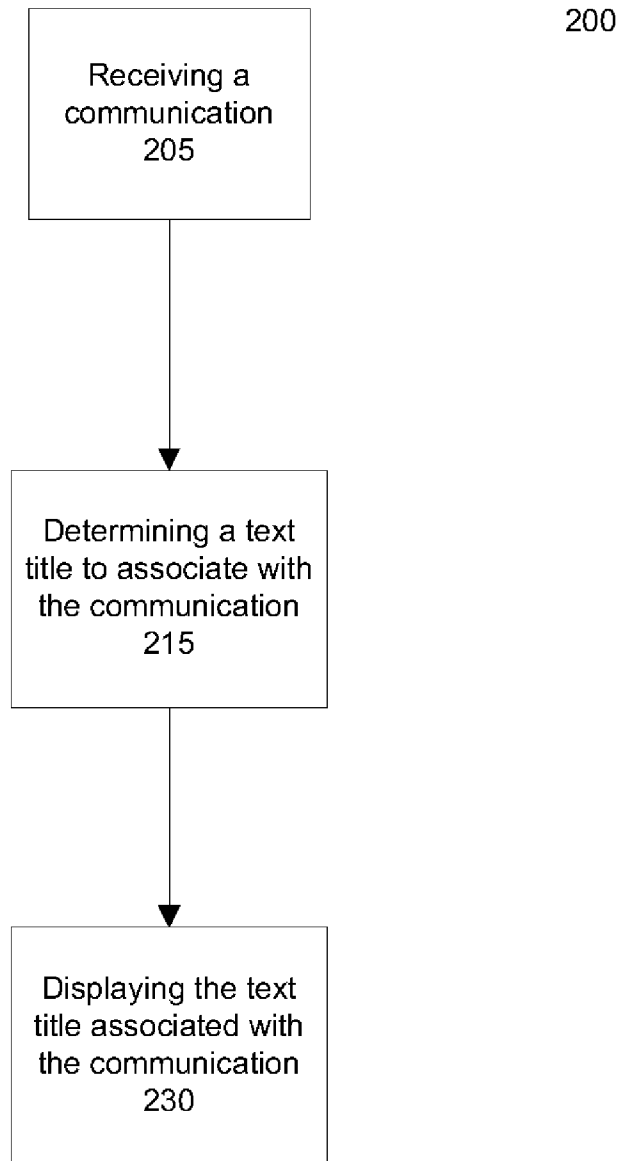 200
Receiving a
communication
205
Determining a text
title to associate with
the communication
215
Displaying the text
title associated with
the communication
230